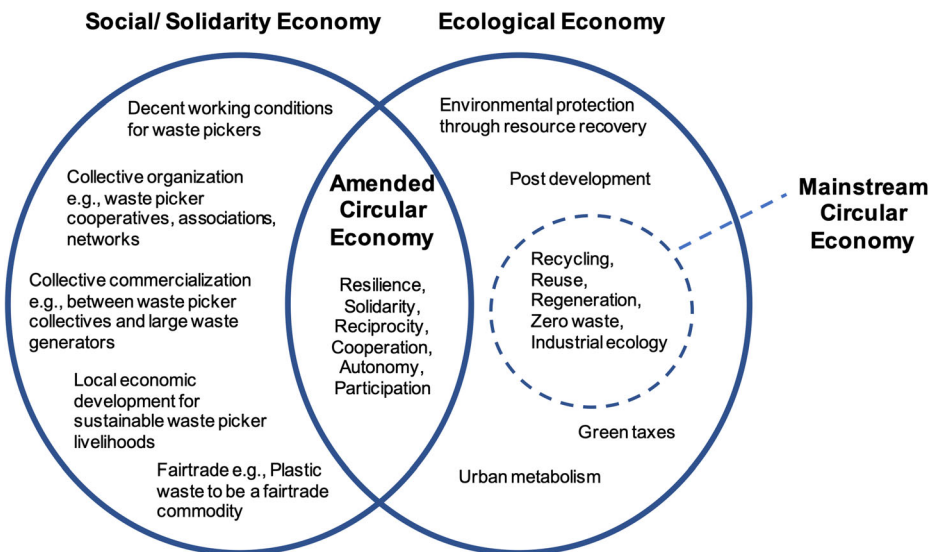 Social/ Solidarity Economy
Ecological Economy
Decent working conditions
for waste pickers
Collective organization
e.g., waste picker
cooperatives, associations,
networks
Collective commercialization
e.g., between waste picker
collectives and large waste
generators
Local economic
development for
sustainable waste picker
livelihoods
Fairtrade e.g., Plastic
waste to be a fairtrade
commodity
Amended
Circular
Economy
Resilience,
Solidarity,
Reciprocity,
Cooperation,
Autonomy,
Participation
Environmental protection
through resource recovery
Post development
Recycling,
Reuse,
Regeneration,
Zero waste,
Industrial ecology
Green taxes
Urban metabolism
Mainstream
Circular
Economy